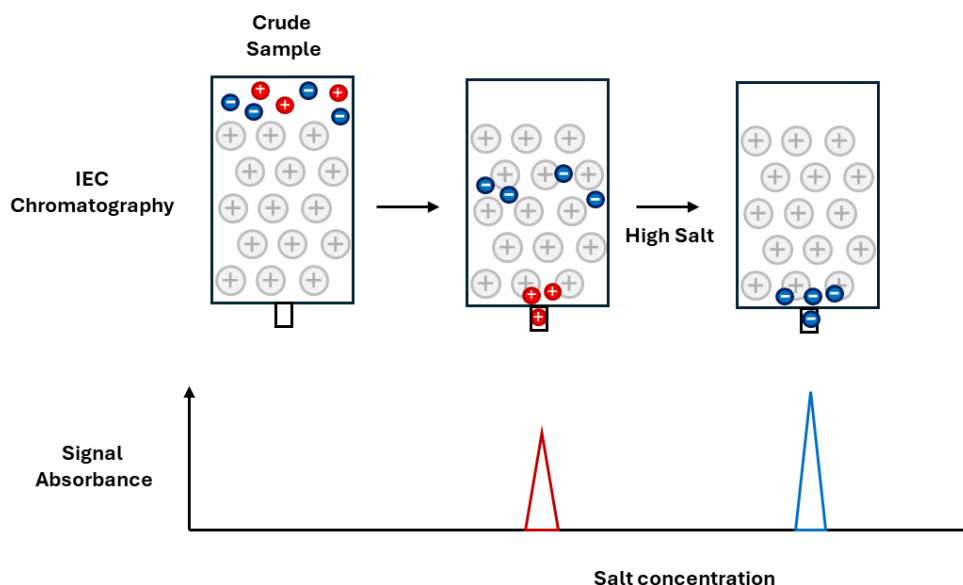 Crude
Sample
IEC
Chromatography
High Salt
Signal
Absorbance
Salt concentration